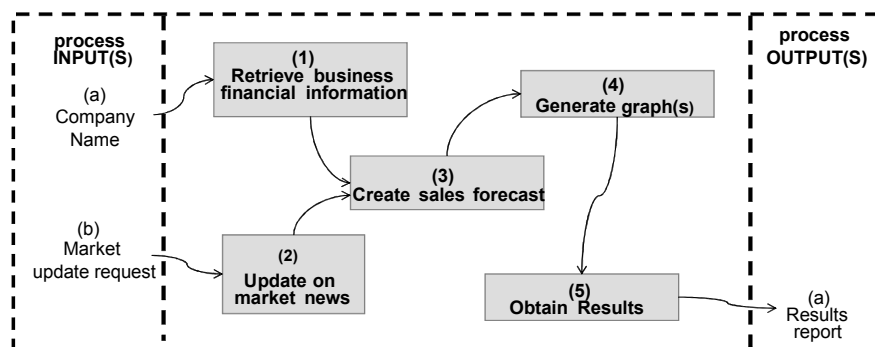 process
INPUT(S)
(a)
Company
Name
(b)
Market
update request
(1)
Retrieve business
financial information
(2)
Update on
market news
(3)
Create sales forecast
(4)
Generate graph(s)
(5)
Obtain Results
process
OUTPUT(S)
(a)
Results
report